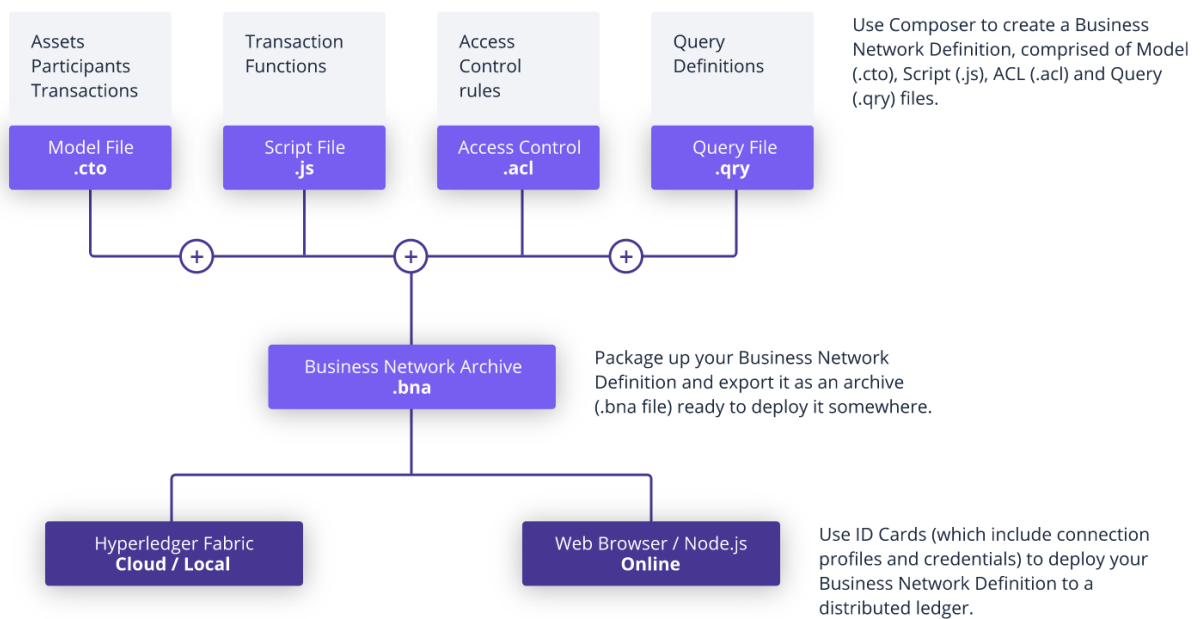 Assets
Participants
Transactions
Transaction
Functions
Access
Control
rules
Query
Definitions
Use Composer to create a Business
Network Definition, comprised of Model
(.cto), Script (.js), ACL (.acl) and Query
(.qry) files.
Model File
.cto
Script File
.js
Access Control
.acl
Query File
.qry
+
+
+
Business Network Archive
.bna
Package up your Business Network
Definition and export it as an archive
(.bna file) ready to deploy it somewhere.
Hyperledger Fabric
Cloud / Local
Web Browser / Node.js
Online
Use ID Cards (which include connection
profiles and credentials) to deploy your
Business Network Definition to a
distributed ledger.